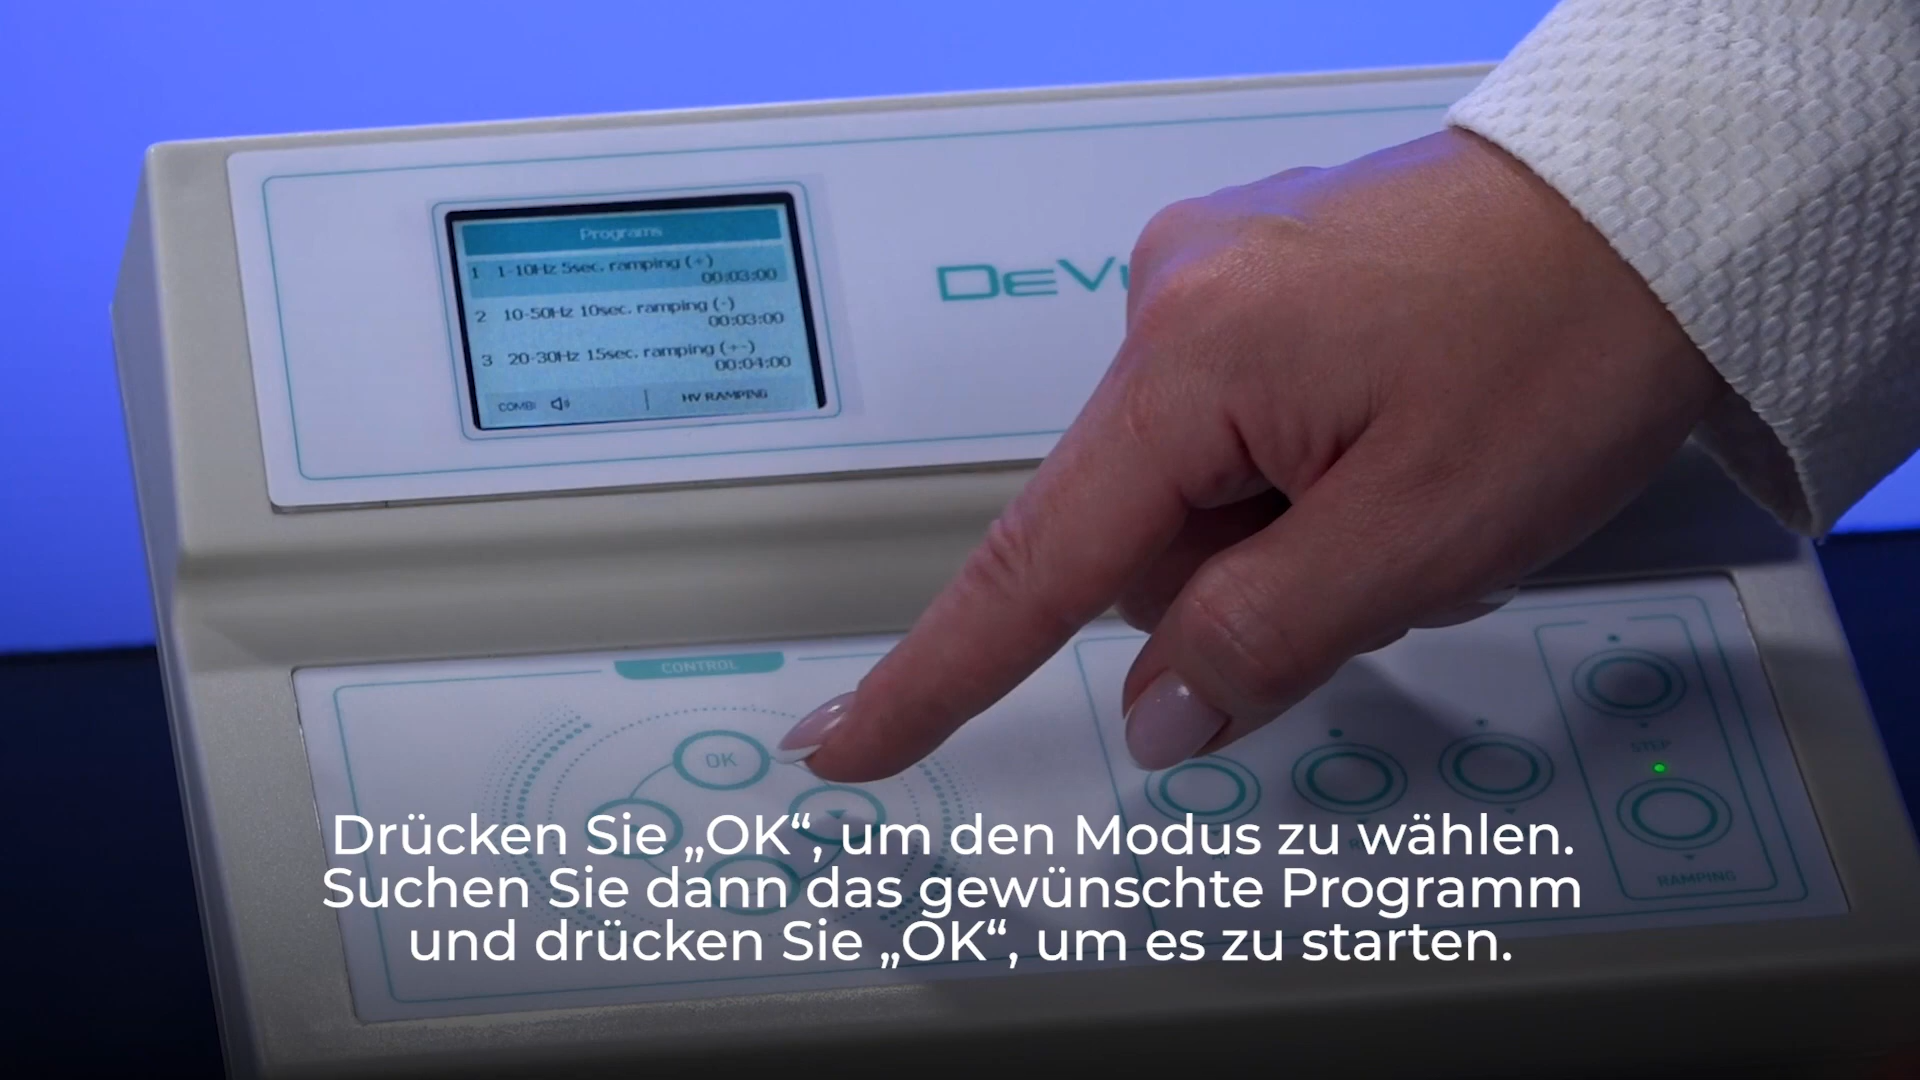 Programs
1 1-10Hz 5sec. ramping (+)
00:03:00
2 10-50Hz 10sec. ramping (-)
00:03:00
3 20-30Hz 15sec. ramping (+-)
00:04:00
COMBI HV RAMPING
CONTROL
OK
STEP
RAMPING
Drücken Sie „OK“, um den Modus zu wählen.
Suchen Sie dann das gewünschte Programm
und drücken Sie „OK“, um es zu starten.